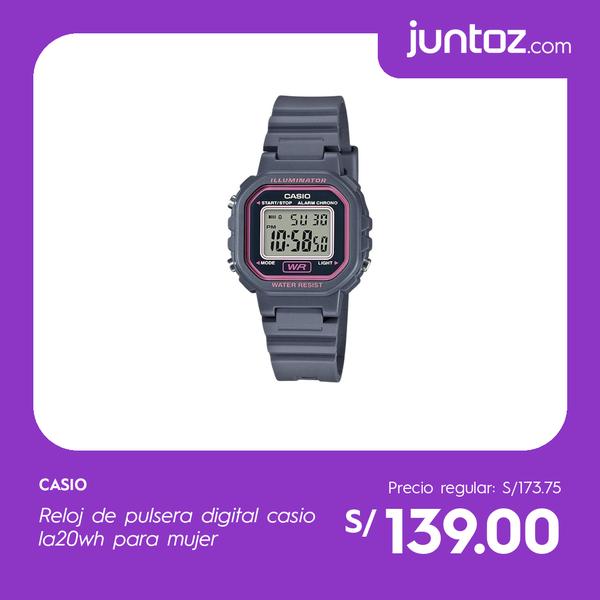 juntoz.com
ILLUMINATOR
CASIO
START/STOP ALARM CHRONO
SU 30
PM
10:58 50
MODE LIGHT
WR
WATER RESIST
CASIO
Reloj de pulsera digital casio
la20wh para mujer
Precio regular: S/173.75
S/ 139.00